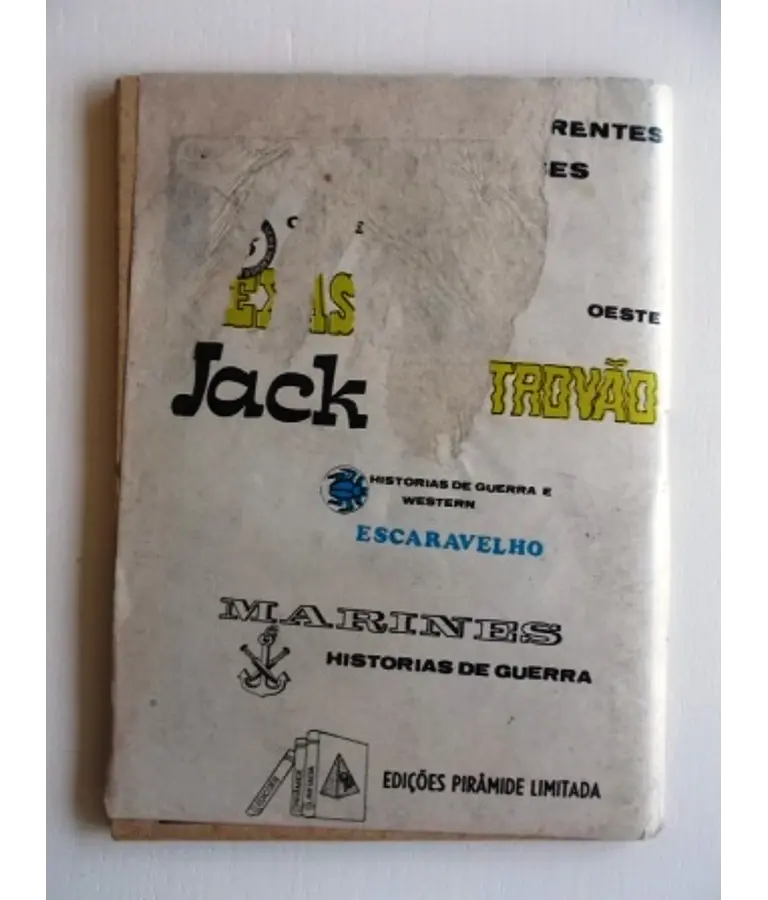 RENTES
ES
OESTE
Jack
TROVÃO
HISTORIAS DE GUERRA E
WESTERN
ESCARAVELHO
MARINES
HISTORIAS DE GUERRA
EDIÇÕES PIRÂMIDE LIMITADA